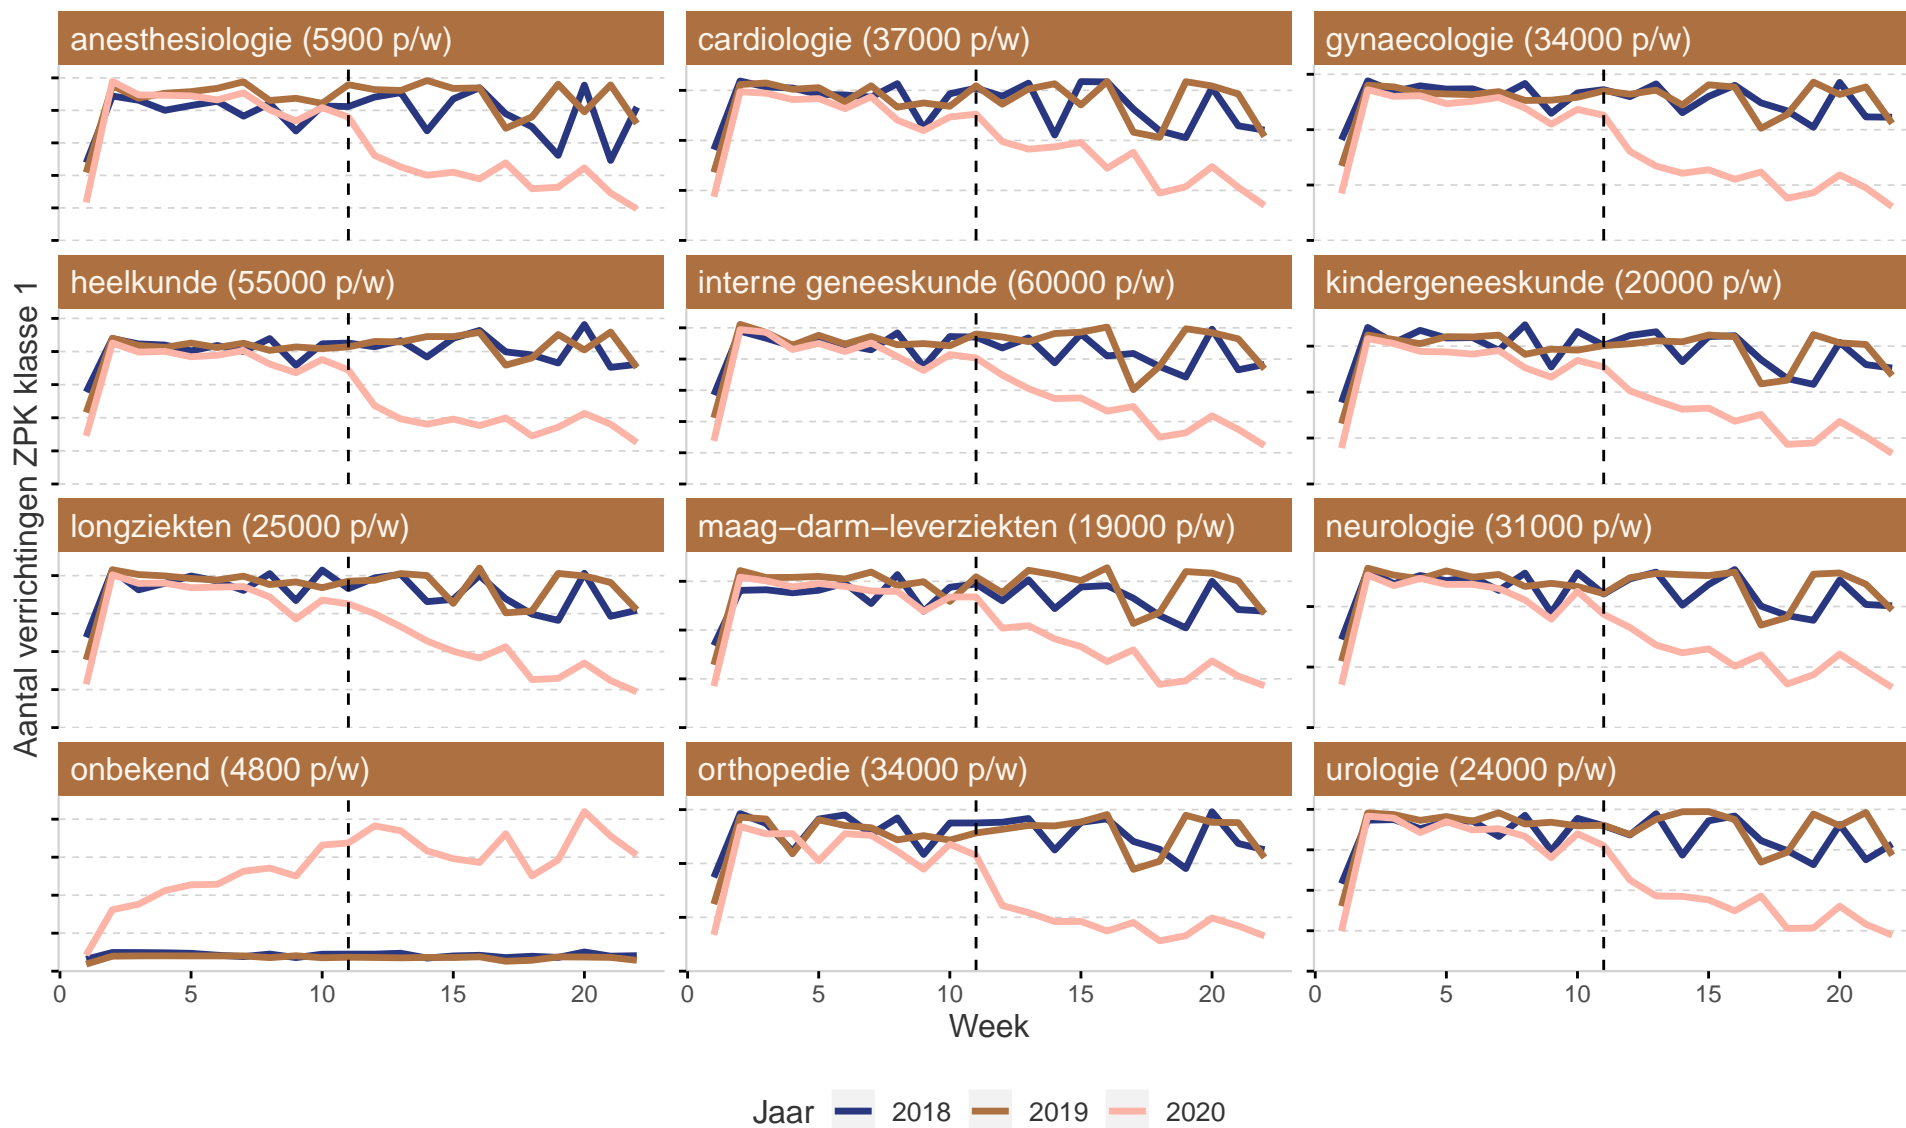 anesthesiologie (5900 p/w)
cardiologie (37000 p/w)
gynaecologie (34000 p/w)
heelkunde (55000 p/w)
interne geneeskunde (60000 p/w)
kindergeneeskunde (20000 p/w)
longziekten (25000 p/w)
maag−darm−leverziekten (19000 p/w)
neurologie (31000 p/w)
onbekend (4800 p/w)
orthopedie (34000 p/w)
urologie (24000 p/w)
Aantal verrichtingen ZPK klasse 1
0 5 10 15 20
0 5 10 15 20
0 5 10 15 20
Week
Jaar 2018 2019 2020